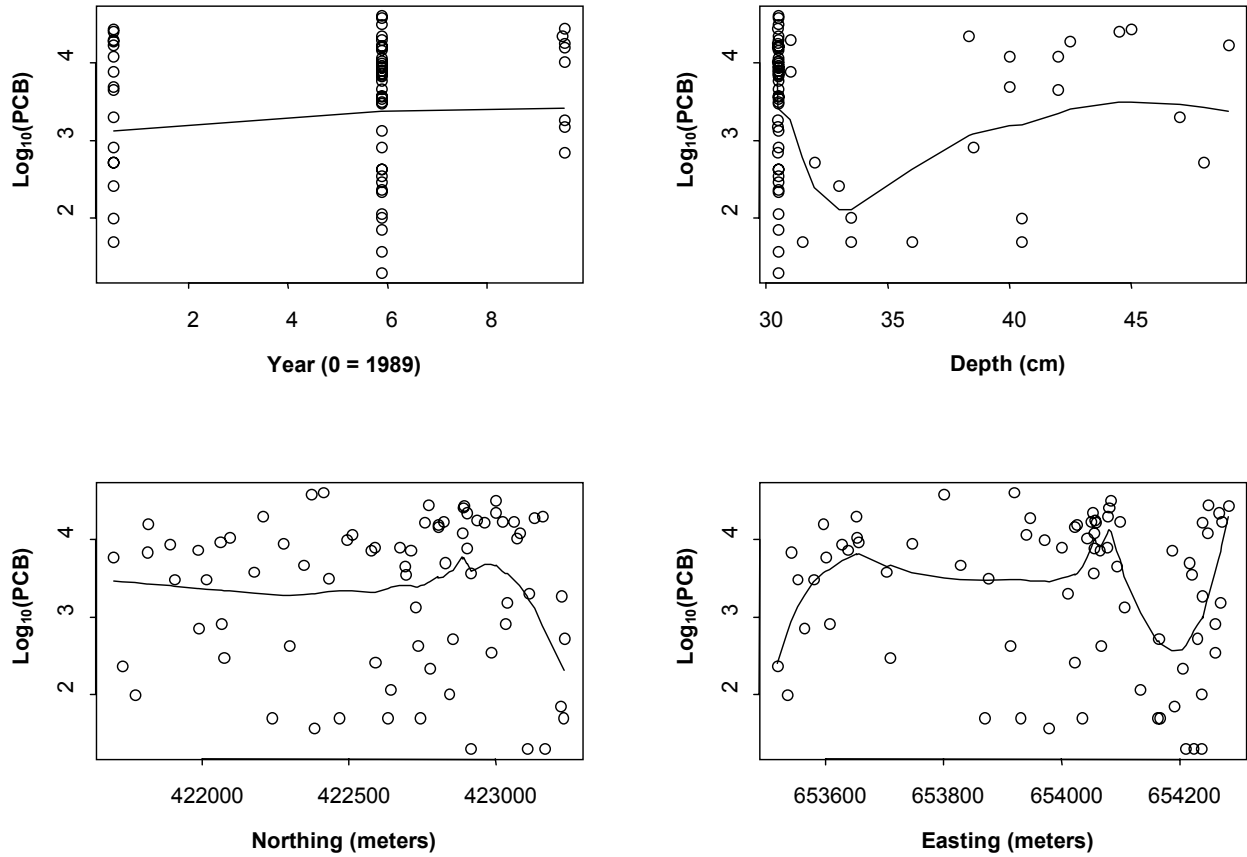 Log₁₀(PCB)
4
3
2
2 4 6 8
Year (0 = 1989)
Log₁₀(PCB)
4
3
2
30 35 40 45
Depth (cm)
Log₁₀(PCB)
4
3
2
422000 422500 423000
Northing (meters)
Log₁₀(PCB)
4
3
2
653600 653800 654000 654200
Easting (meters)